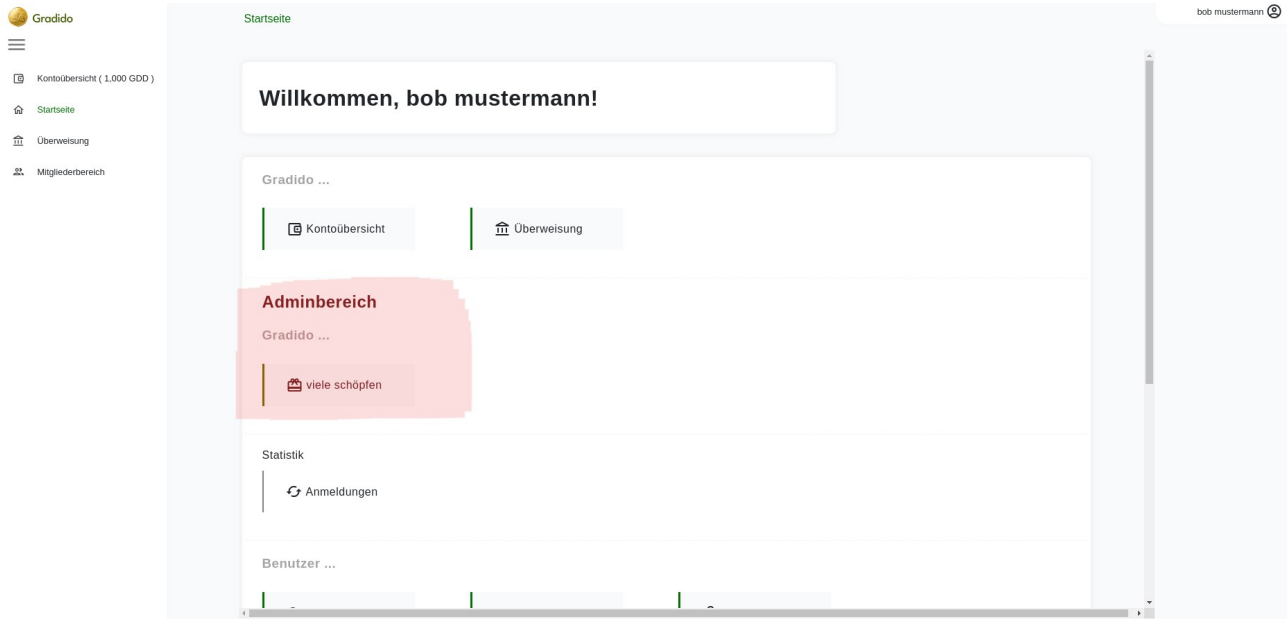 Gradido
Startseite
bob mustermann
Kontoübersicht ( 1,000 GDD )
Startseite
Überweisung
Mitgliederbereich
Willkommen, bob mustermann!
Gradido ...
Kontoübersicht
Überweisung
Adminbereich
Gradido ...
viele schöpfen
Statistik
Anmeldungen
Benutzer ...